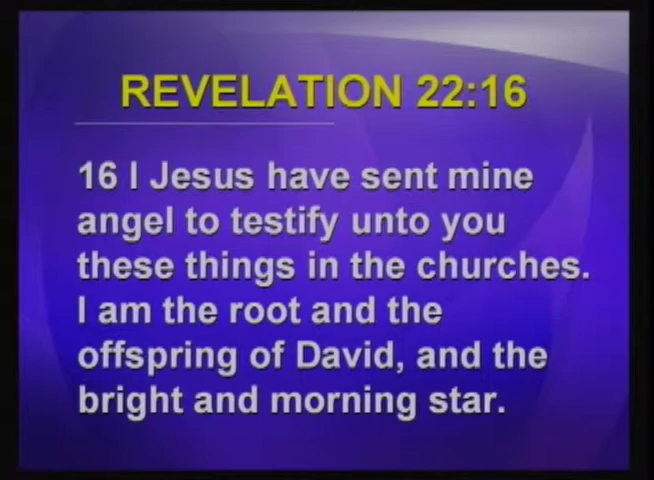 REVELATION 22:16
16 I Jesus have sent mine
angel to testify unto you
these things in the churches.
I am the root and the
offspring of David, and the
bright and morning star.